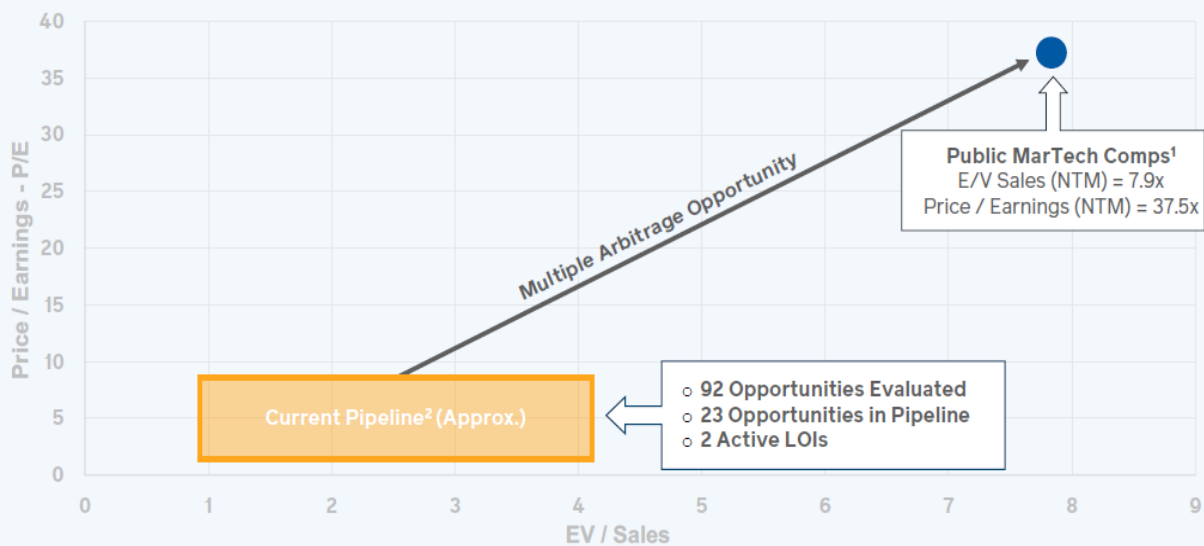 40
35
30
25
20
15
10
5
0
Price / Earnings - P/E
Multiple Arbitrage Opportunity
Public MarTech Comps¹
E/V Sales (NTM) = 7.9x
Price / Earnings (NTM) = 37.5x
Current Pipeline² (Approx.)
○ 92 Opportunities Evaluated
○ 23 Opportunities in Pipeline
○ 2 Active LOIs
0 1 2 3 4 5 6 7 8 9
EV / Sales